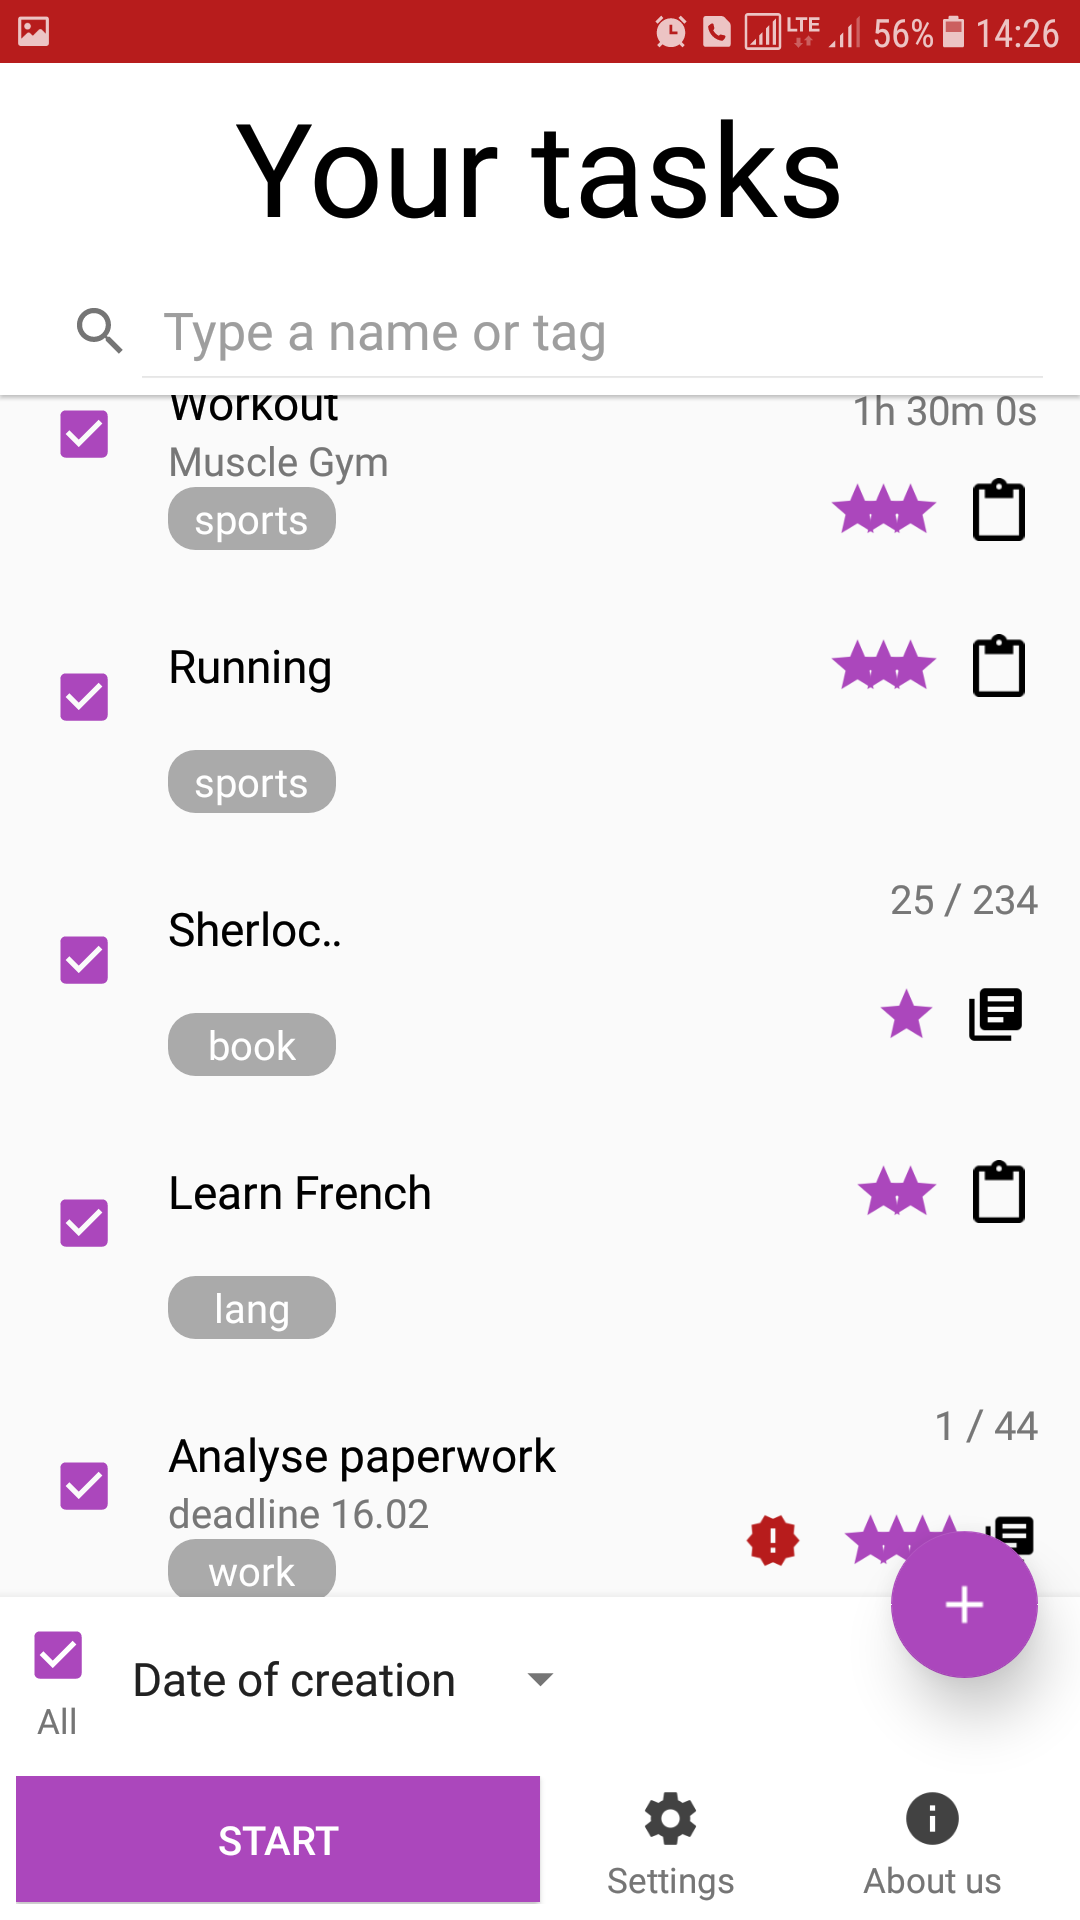 LTE 56% 14:26
Your tasks
Type a name or tag
Workout
1h 30m 0s
Muscle Gym
sports
Running
sports
25 / 234
Sherloc..
book
Learn French
lang
1 / 44
Analyse paperwork
deadline 16.02
work
Date of creation
All
START
Settings
About us